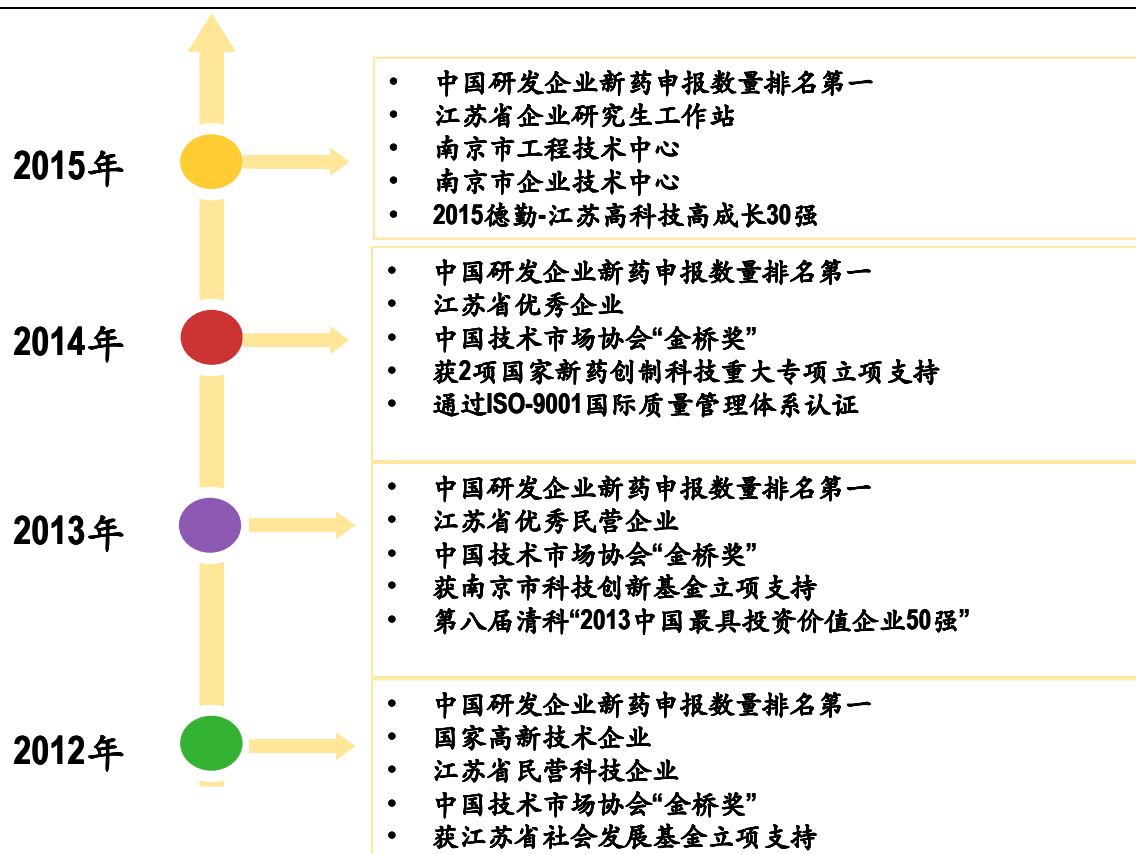 2015年
• 中国研发企业新药申报数量排名第一
• 江苏省企业研究生工作站
• 南京市工程技术中心
• 南京市企业技术中心
• 2015德勤-江苏高科技高成长30强
2014年
• 中国研发企业新药申报数量排名第一
• 江苏省优秀企业
• 中国技术市场协会“金桥奖”
• 获2项国家新药创制科技重大专项立项支持
• 通过ISO-9001国际质量管理体系认证
2013年
• 中国研发企业新药申报数量排名第一
• 江苏省优秀民营企业
• 中国技术市场协会“金桥奖”
• 获南京市科技创新基金立项支持
• 第八届清科“2013中国最具投资价值企业50强”
2012年
• 中国研发企业新药申报数量排名第一
• 国家高新技术企业
• 江苏省民营科技企业
• 中国技术市场协会“金桥奖”
• 获江苏省社会发展基金立项支持